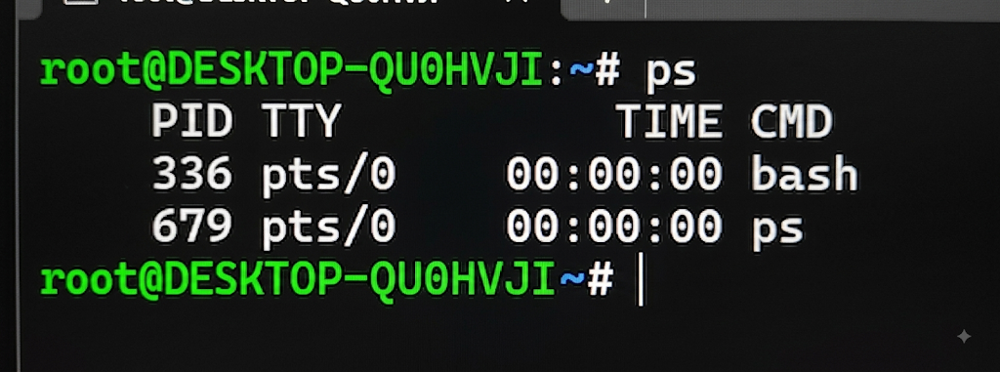 root@DESKTOP-QU0HVJI:~# ps
PID TTY TIME CMD
336 pts/0 00:00:00 bash
679 pts/0 00:00:00 ps
root@DESKTOP-QU0HVJI~#